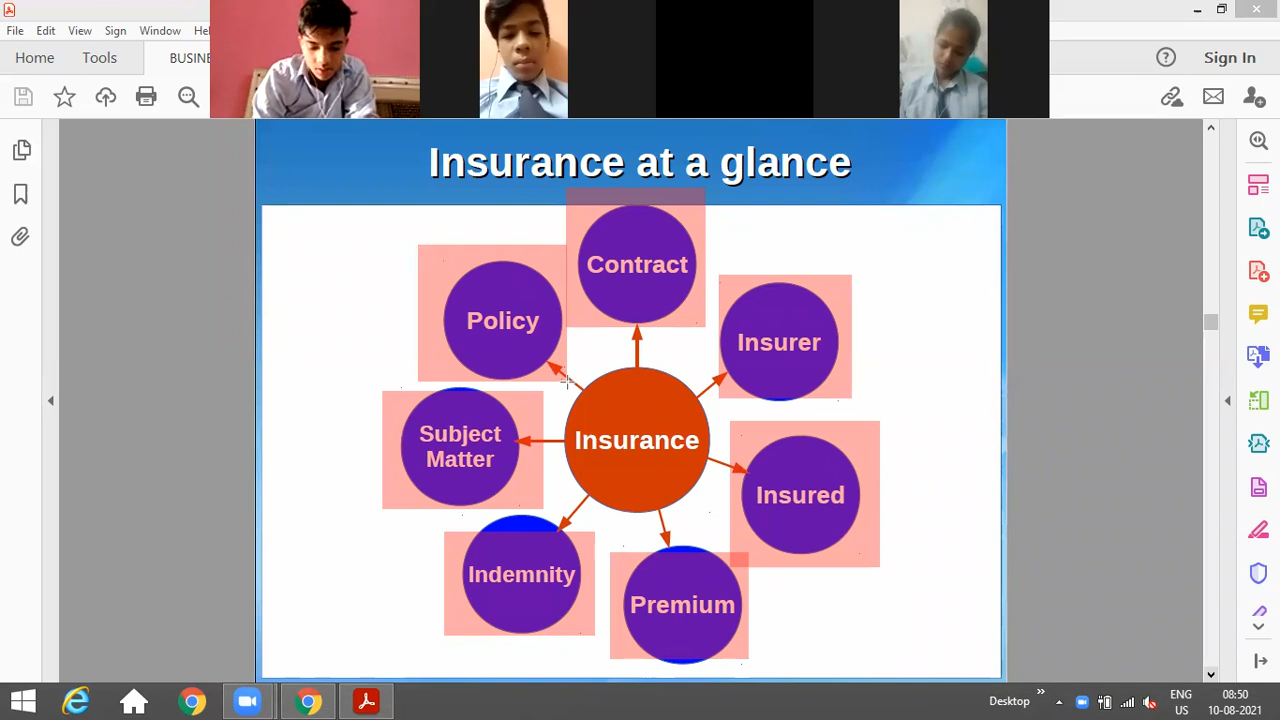 File Edit View Sign Window
Home Tools BUSINE
Sign In
Insurance at a glance
Contract
Policy
Insurer
Subject
Matter
Insurance
Insured
Indemnity
Premium
Desktop
ENG
US
08:50
10-08-2021